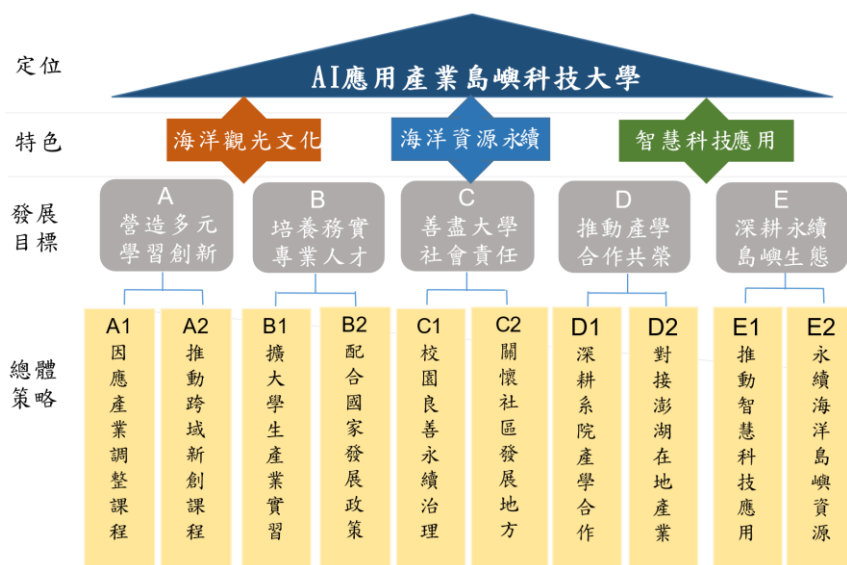 定位
AI應用產業島嶼科技大學
特色
海洋觀光文化
海洋資源永續
智慧科技應用
發展
目標
A
營造多元
學習創新
B
培養務實
專業人才
C
善盡大學
社會責任
D
推動產學
合作共榮
E
深耕永續
島嶼生態
總體
策略
A1
因應產業調整課程
A2
推動跨域新創課程
B1
擴大學生產業實習
B2
配合國家發展政策
C1
校園良善永續治理
C2
關懷社區發展地方
D1
深耕系院產學合作
D2
對接澎湖在地產業
E1
推動智慧科技應用
E2
永續海洋島嶼資源